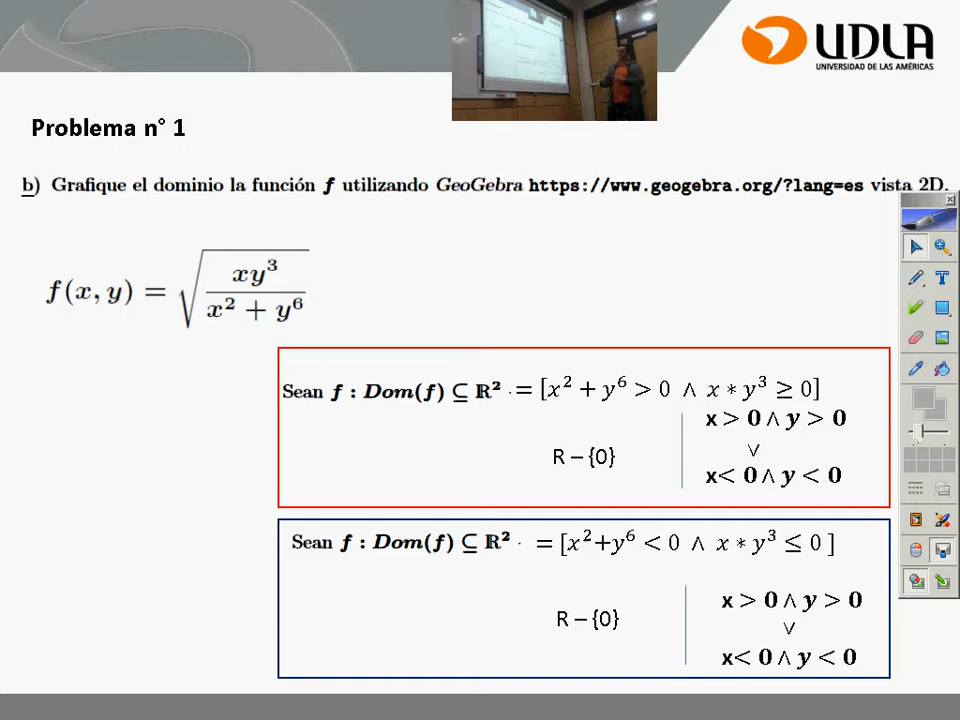 UDLA
UNIVERSIDAD DE LAS AMÉRICAS
Problema n° 1
b) Grafique el dominio la función f utilizando GeoGebra https://www.geogebra.org/?lang=es vista 2D.
f(x, y) = √(xy³ / (x² + y⁶))
Sean f : Dom(f) ⊆ ℝ² · = [x² + y⁶ > 0 ∧ x ∗ y³ ≥ 0]
x > 0 ∧ y > 0
R – {0}
∨
x< 0 ∧ y < 0
Sean f : Dom(f) ⊆ ℝ² · = [x²+y⁶ < 0 ∧ x ∗ y³ ≤ 0 ]
x > 0 ∧ y > 0
R – {0}
∨
x< 0 ∧ y < 0